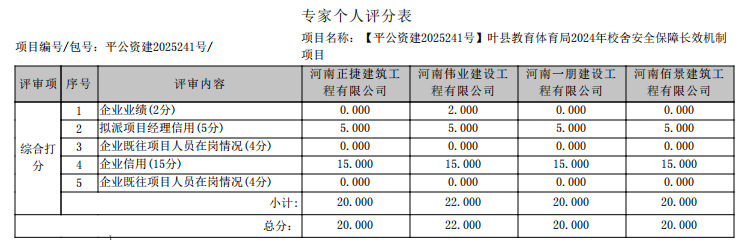 专家个人评分表
项目编号/包号：平公资建2025241号/
项目名称：【平公资建2025241号】叶县教育体育局2024年校舍安全保障长效机制
项目
评审项 序号 评审内容 河南正捷建筑工程有限公司 河南伟业建设工程有限公司 河南一朋建设工程有限公司 河南佰景建筑工程有限公司
综合打分
1 企业业绩(2分) 0.000 2.000 0.000 0.000
2 拟派项目经理信用(5分) 5.000 5.000 5.000 5.000
3 企业既往项目人员在岗情况(4分) 0.000 0.000 0.000 0.000
4 企业信用(15分) 15.000 15.000 15.000 15.000
5 企业既往项目人员在岗情况(4分) 0.000 0.000 0.000 0.000
小计: 20.000 22.000 20.000 20.000
总分: 20.000 22.000 20.000 20.000